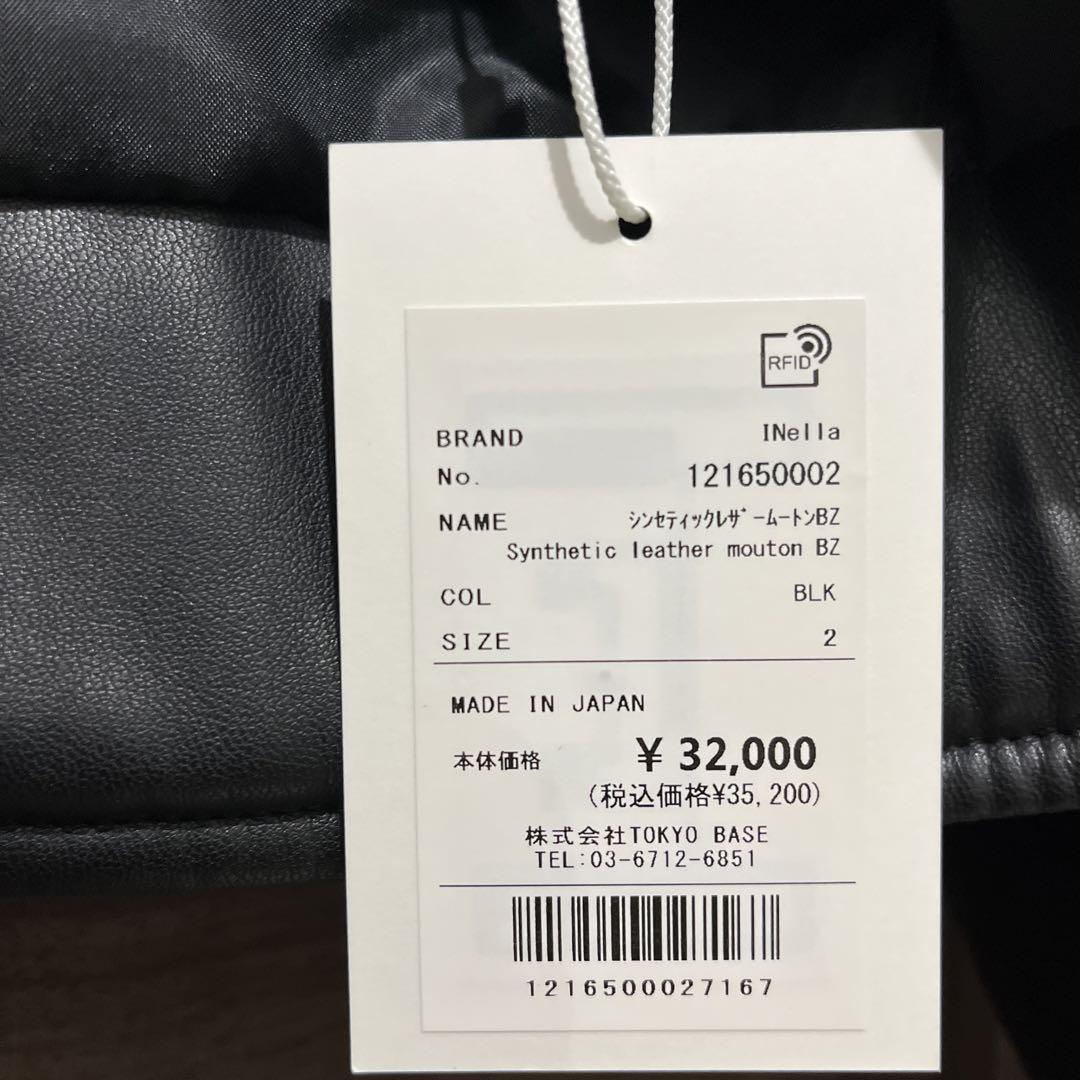 RFID
BRAND INella
No. 121650002
NAME ｼﾝｾﾃｨｯｸﾚｻﾞｰﾑｰﾄﾝBZ
Synthetic leather mouton BZ
COL BLK
SIZE 2
MADE IN JAPAN
本体価格 ¥ 32,000
(税込価格¥35,200)
株式会社TOKYO BASE
TEL:03-6712-6851
1216500027167